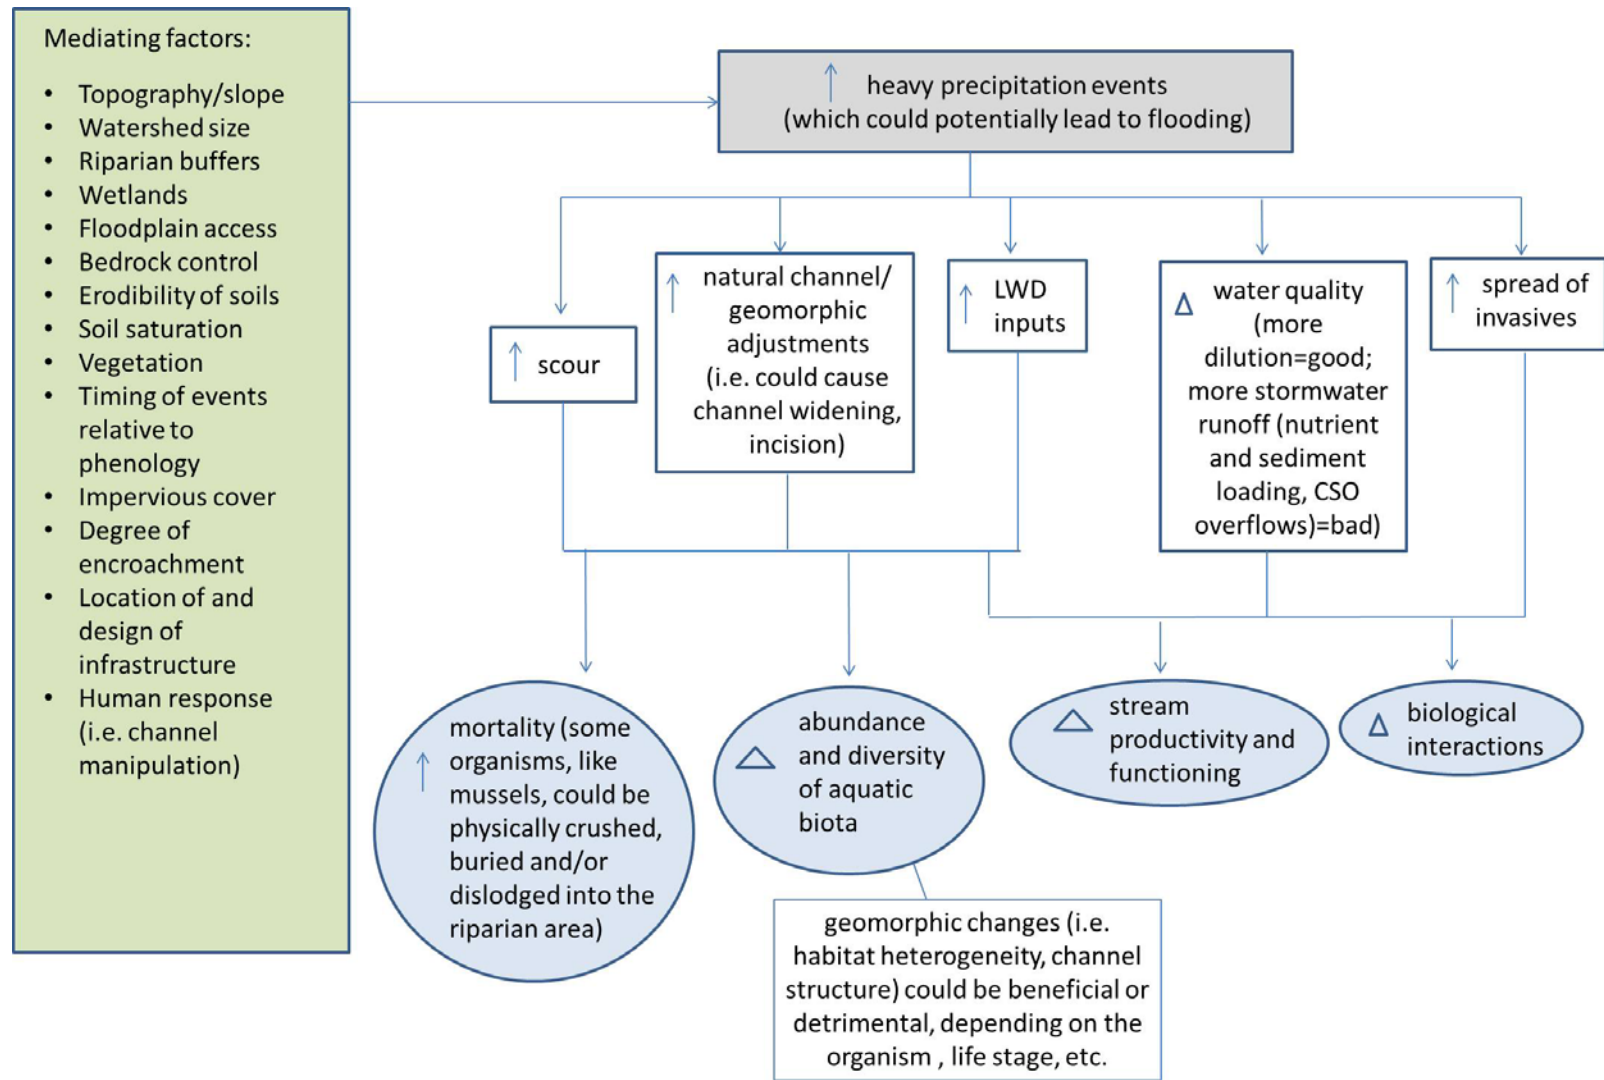 Mediating factors:
• Topography/slope
• Watershed size
• Riparian buffers
• Wetlands
• Floodplain access
• Bedrock control
• Erodibility of soils
• Soil saturation
• Vegetation
• Timing of events
relative to
phenology
• Impervious cover
• Degree of
encroachment
• Location of and
design of
infrastructure
• Human response
(i.e. channel
manipulation)
↑ heavy precipitation events
(which could potentially lead to flooding)
↑ scour
↑ natural channel/
geomorphic
adjustments
(i.e. could cause
channel widening,
incision)
↑ LWD
inputs
Δ water quality
(more
dilution=good;
more stormwater
runoff (nutrient
and sediment
loading, CSO
overflows)=bad)
↑ spread of
invasives
↑ mortality (some
organisms, like
mussels, could be
physically crushed,
buried and/or
dislodged into the
riparian area)
Δ abundance
and diversity
of aquatic
biota
Δ stream
productivity and
functioning
Δ biological
interactions
geomorphic changes (i.e.
habitat heterogeneity, channel
structure) could be beneficial or
detrimental, depending on the
organism , life stage, etc.